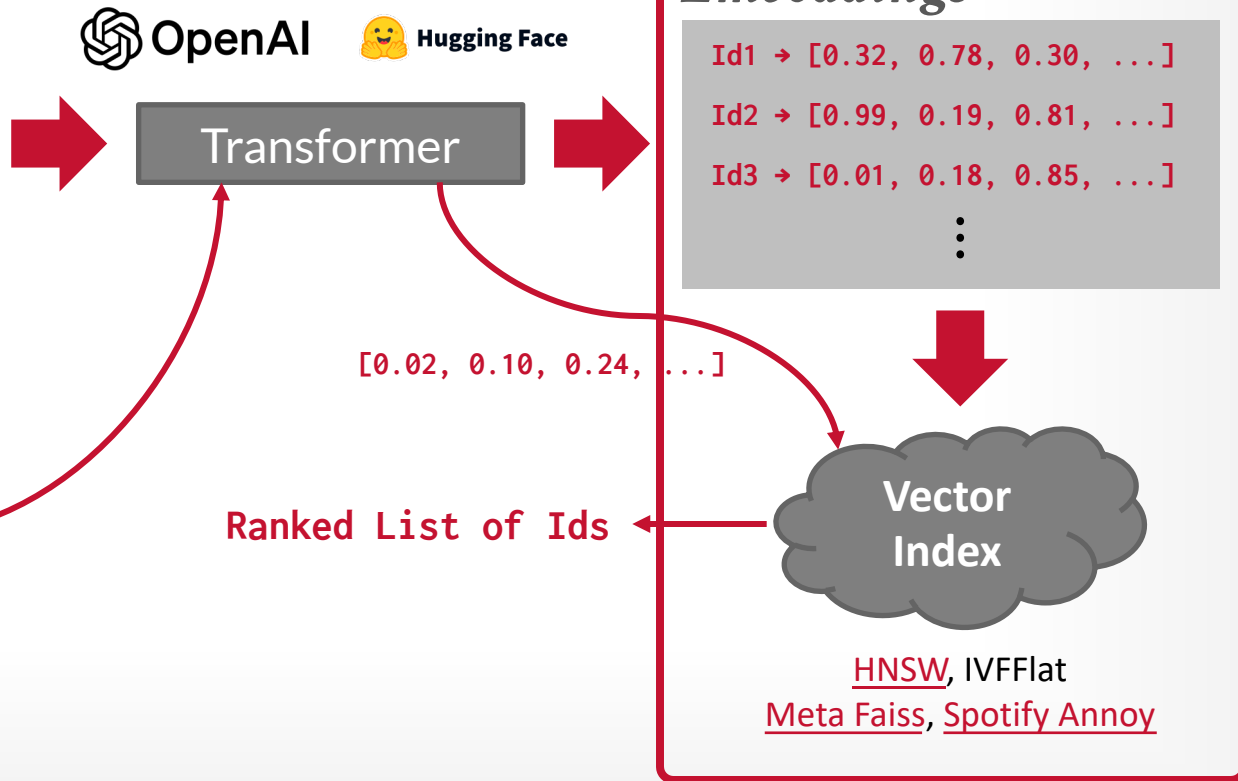 Embeddings
OpenAI
Hugging Face
Id1 → [0.32, 0.78, 0.30, ...]
Id2 → [0.99, 0.19, 0.81, ...]
Id3 → [0.01, 0.18, 0.85, ...]
⋮
Transformer
[0.02, 0.10, 0.24, ...]
Ranked List of Ids
Vector
Index
HNSW, IVFFlat
Meta Faiss, Spotify Annoy